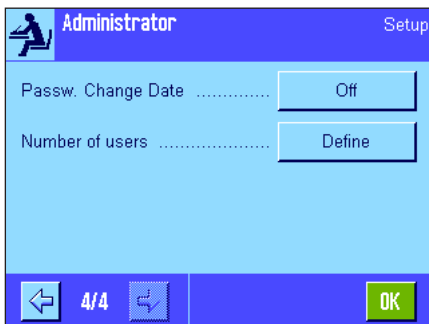 Administrator Setup
Passw. Change Date .............. Off
Number of users ..................... Define
4/4 OK